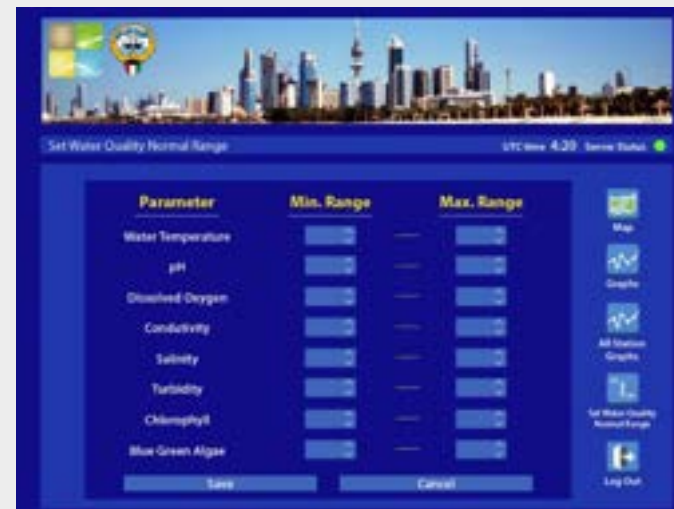 Set Water Quality Normal Range
UTC time 4:20 Server Status
Parameter Min. Range Max. Range
Water Temperature
pH
Dissolved Oxygen
Condutivity
Salinity
Turbidity
Chlorophyll
Blue Green Algae
Save Cancel
Map
Graphs
All Station
Graphs
Set Water Quality
Normal Range
Log Out